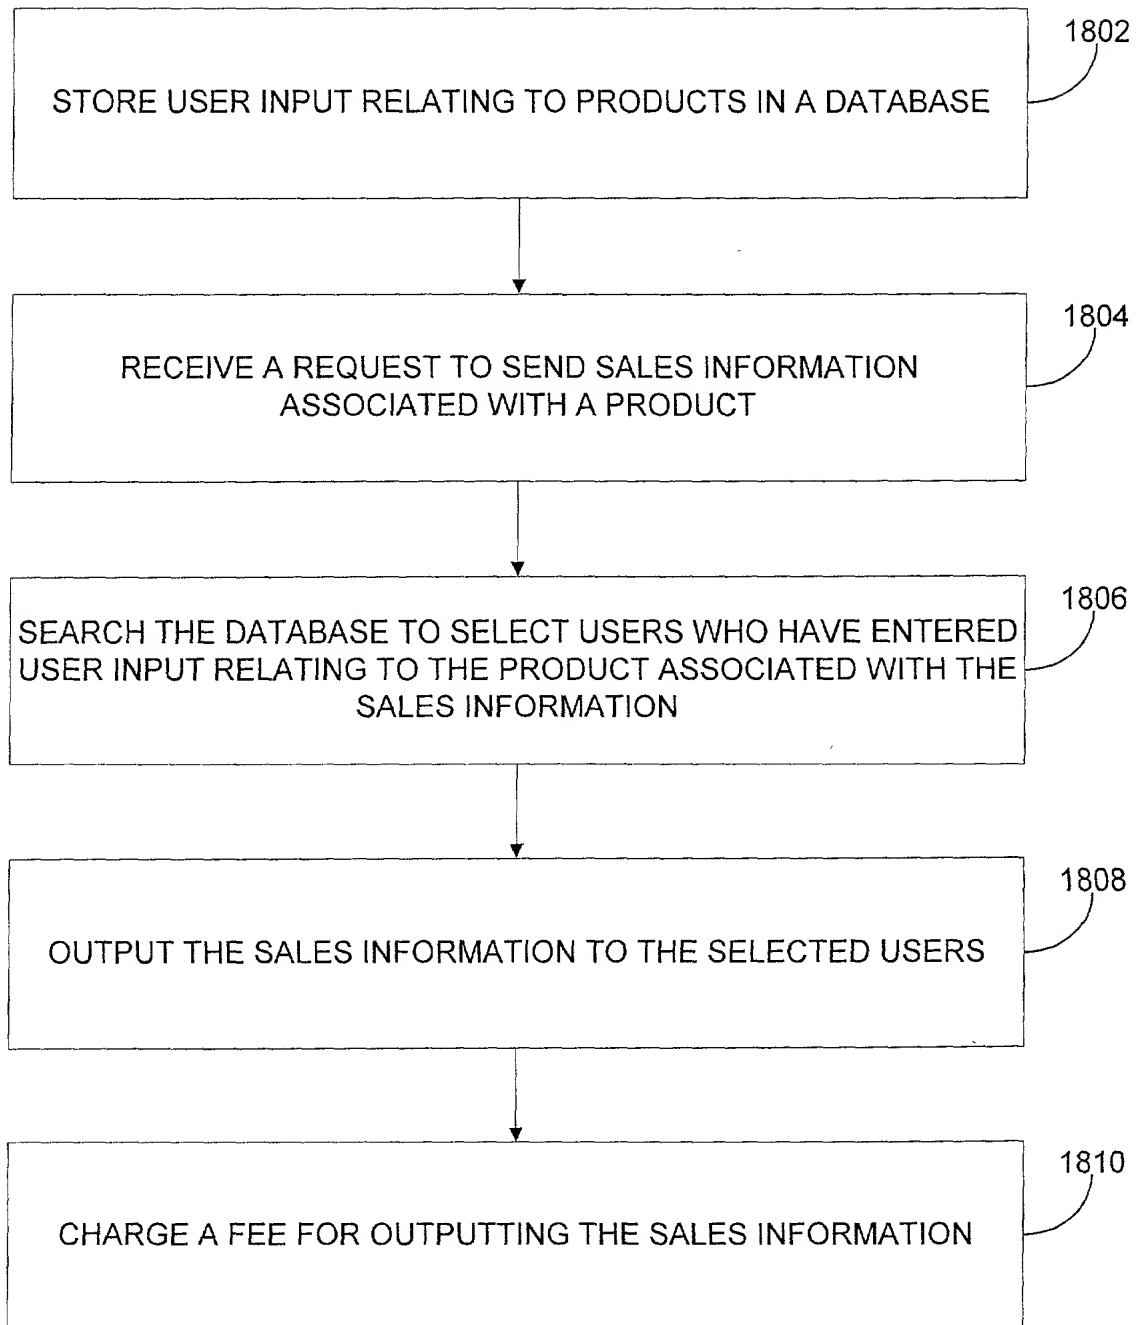 1802
STORE USER INPUT RELATING TO PRODUCTS IN A DATABASE
1804
RECEIVE A REQUEST TO SEND SALES INFORMATION
ASSOCIATED WITH A PRODUCT
1806
SEARCH THE DATABASE TO SELECT USERS WHO HAVE ENTERED
USER INPUT RELATING TO THE PRODUCT ASSOCIATED WITH THE
SALES INFORMATION
1808
OUTPUT THE SALES INFORMATION TO THE SELECTED USERS
1810
CHARGE A FEE FOR OUTPUTTING THE SALES INFORMATION